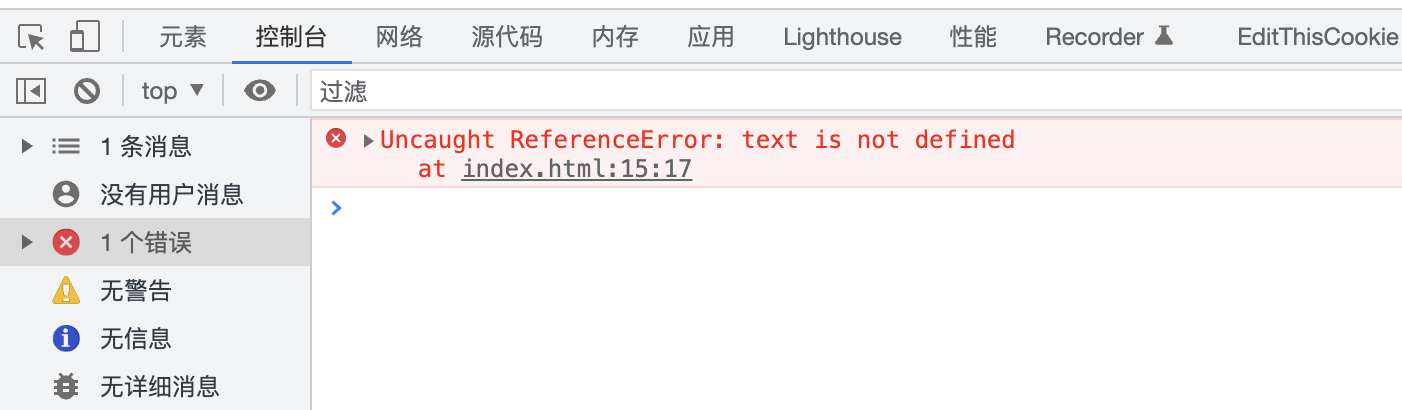 元素 控制台 网络 源代码 内存 应用 Lighthouse 性能 Recorder EditThisCookie
top 过滤
1 条消息
没有用户消息
1 个错误
无警告
无信息
无详细消息
Uncaught ReferenceError: text is not defined
at index.html:15:17